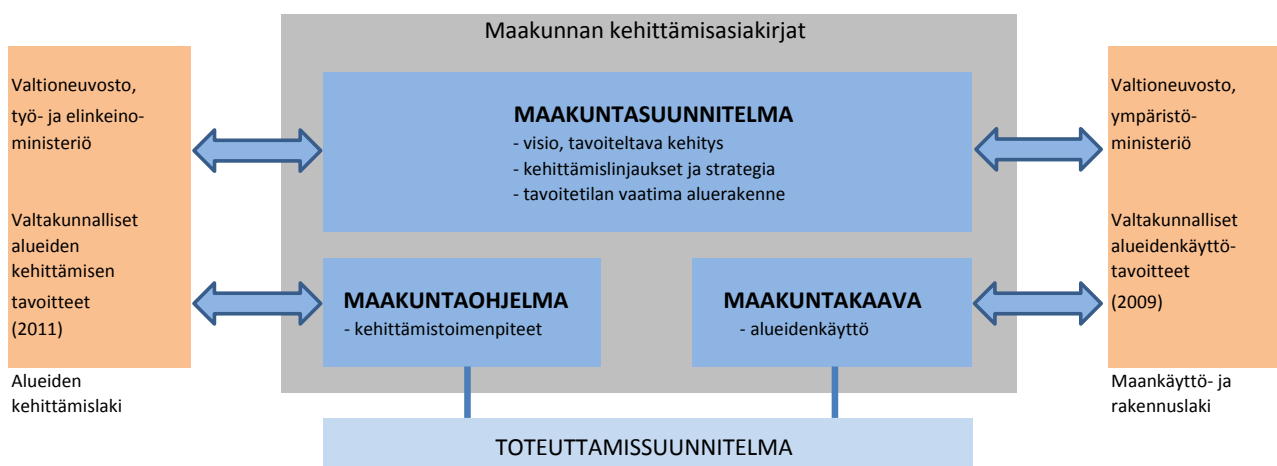 Maakunnan kehittämisasiakirjat
Valtioneuvosto,
työ- ja elinkeino-
ministeriö
Valtakunnalliset
alueiden
kehittämisen
tavoitteet
(2011)
Alueiden
kehittämislaki
MAAKUNTASUUNNITELMA
- visio, tavoiteltava kehitys
- kehittämislinjaukset ja strategia
- tavoitetilan vaatima aluerakenne
MAAKUNTAOHJELMA
- kehittämistoimenpiteet
MAAKUNTAKAAVA
- alueidenkäyttö
Valtioneuvosto,
ympäristö-
ministeriö
Valtakunnalliset
alueidenkäyttö-
tavoitteet
(2009)
Maankäyttö- ja
rakennuslaki
TOTEUTTAMISSUUNNITELMA